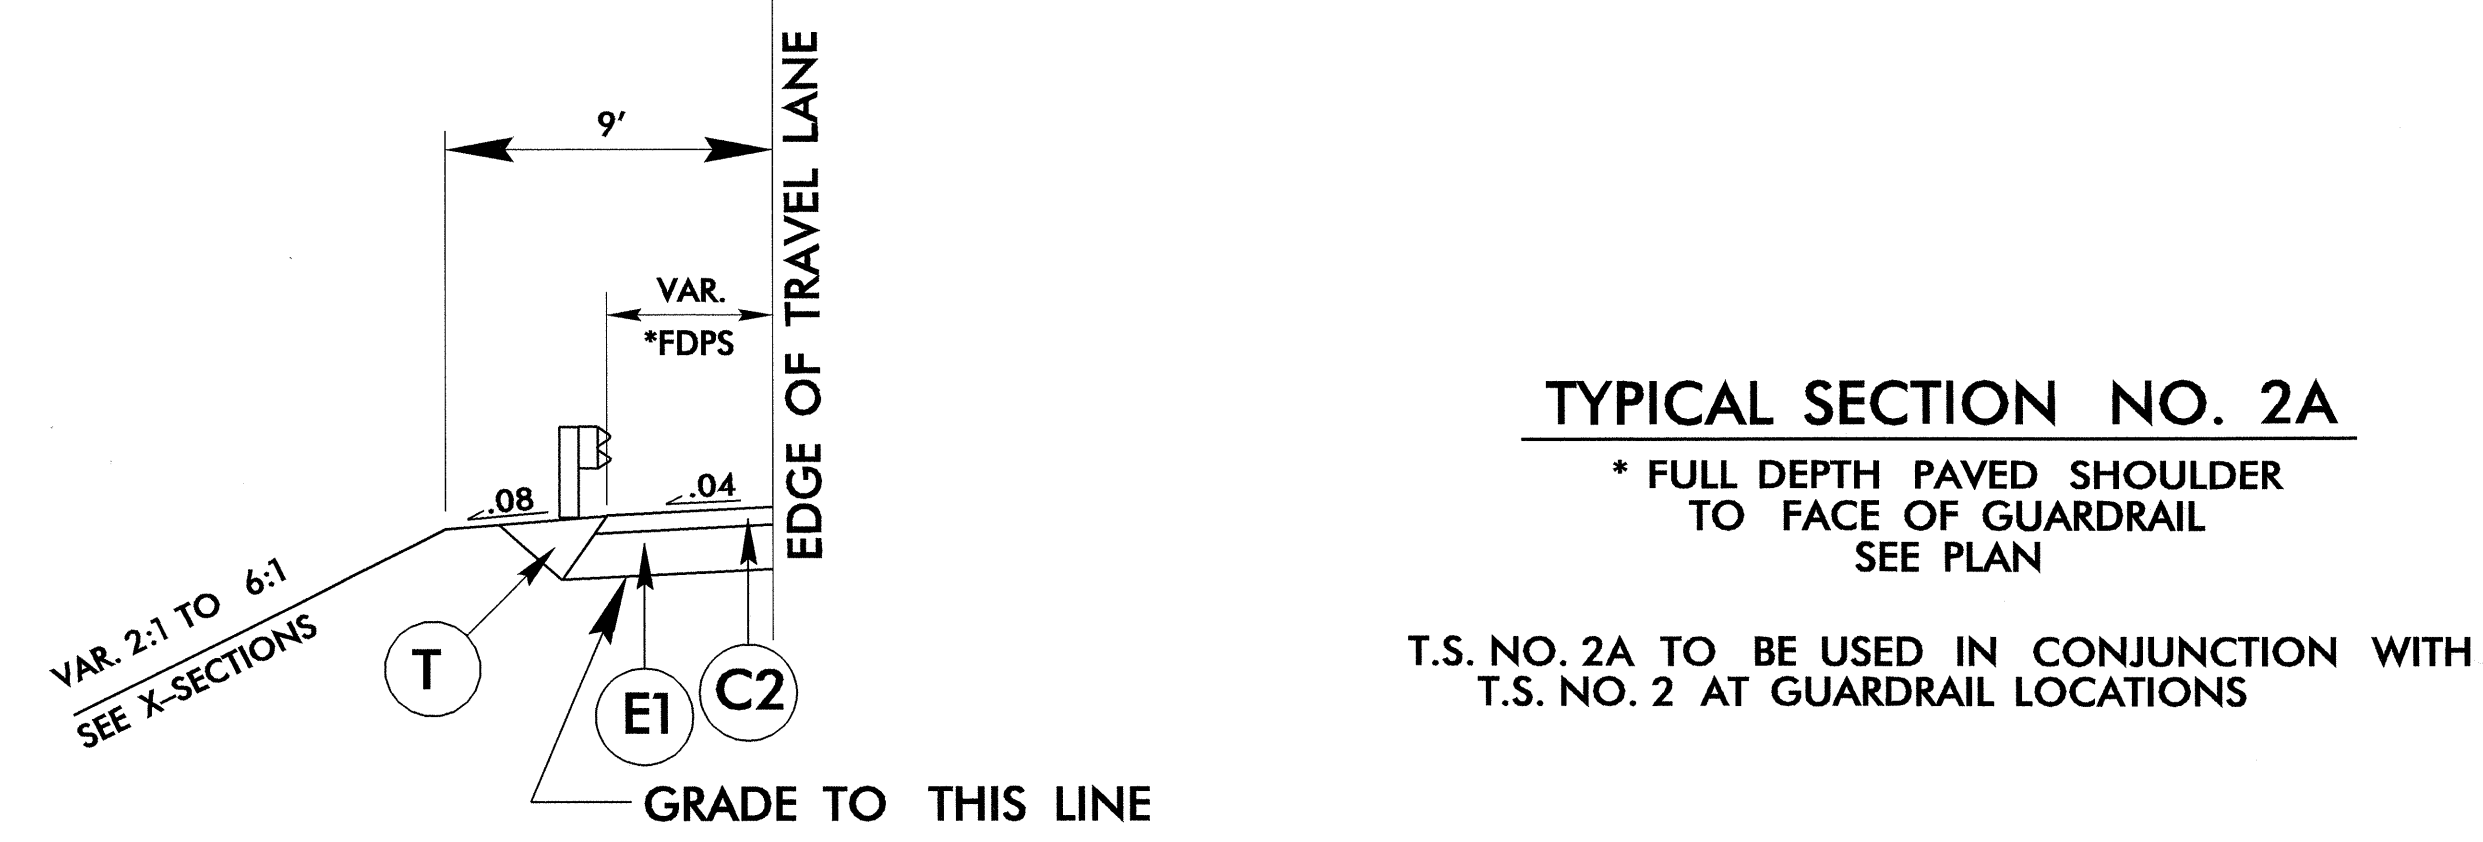 9'
EDGE OF TRAVEL LANE
VAR.
*FDPS
.08
.04
VAR. 2:1 TO 6:1
SEE X-SECTIONS
T
E1
C2
GRADE TO THIS LINE
TYPICAL SECTION NO. 2A
* FULL DEPTH PAVED SHOULDER
TO FACE OF GUARDRAIL
SEE PLAN
T.S. NO. 2A TO BE USED IN CONJUNCTION WITH
T.S. NO. 2 AT GUARDRAIL LOCATIONS